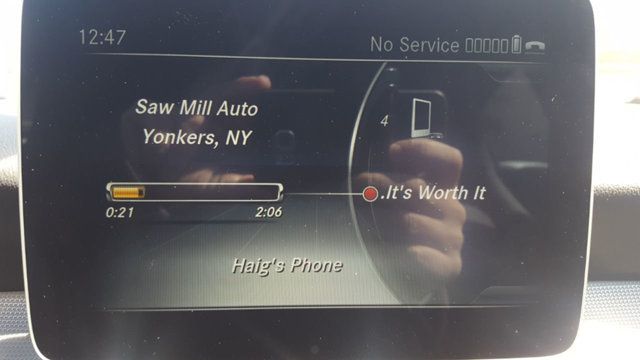 12:47
No Service
Saw Mill Auto
Yonkers, NY
4
.It's Worth It
0:21
2:06
Haig's Phone